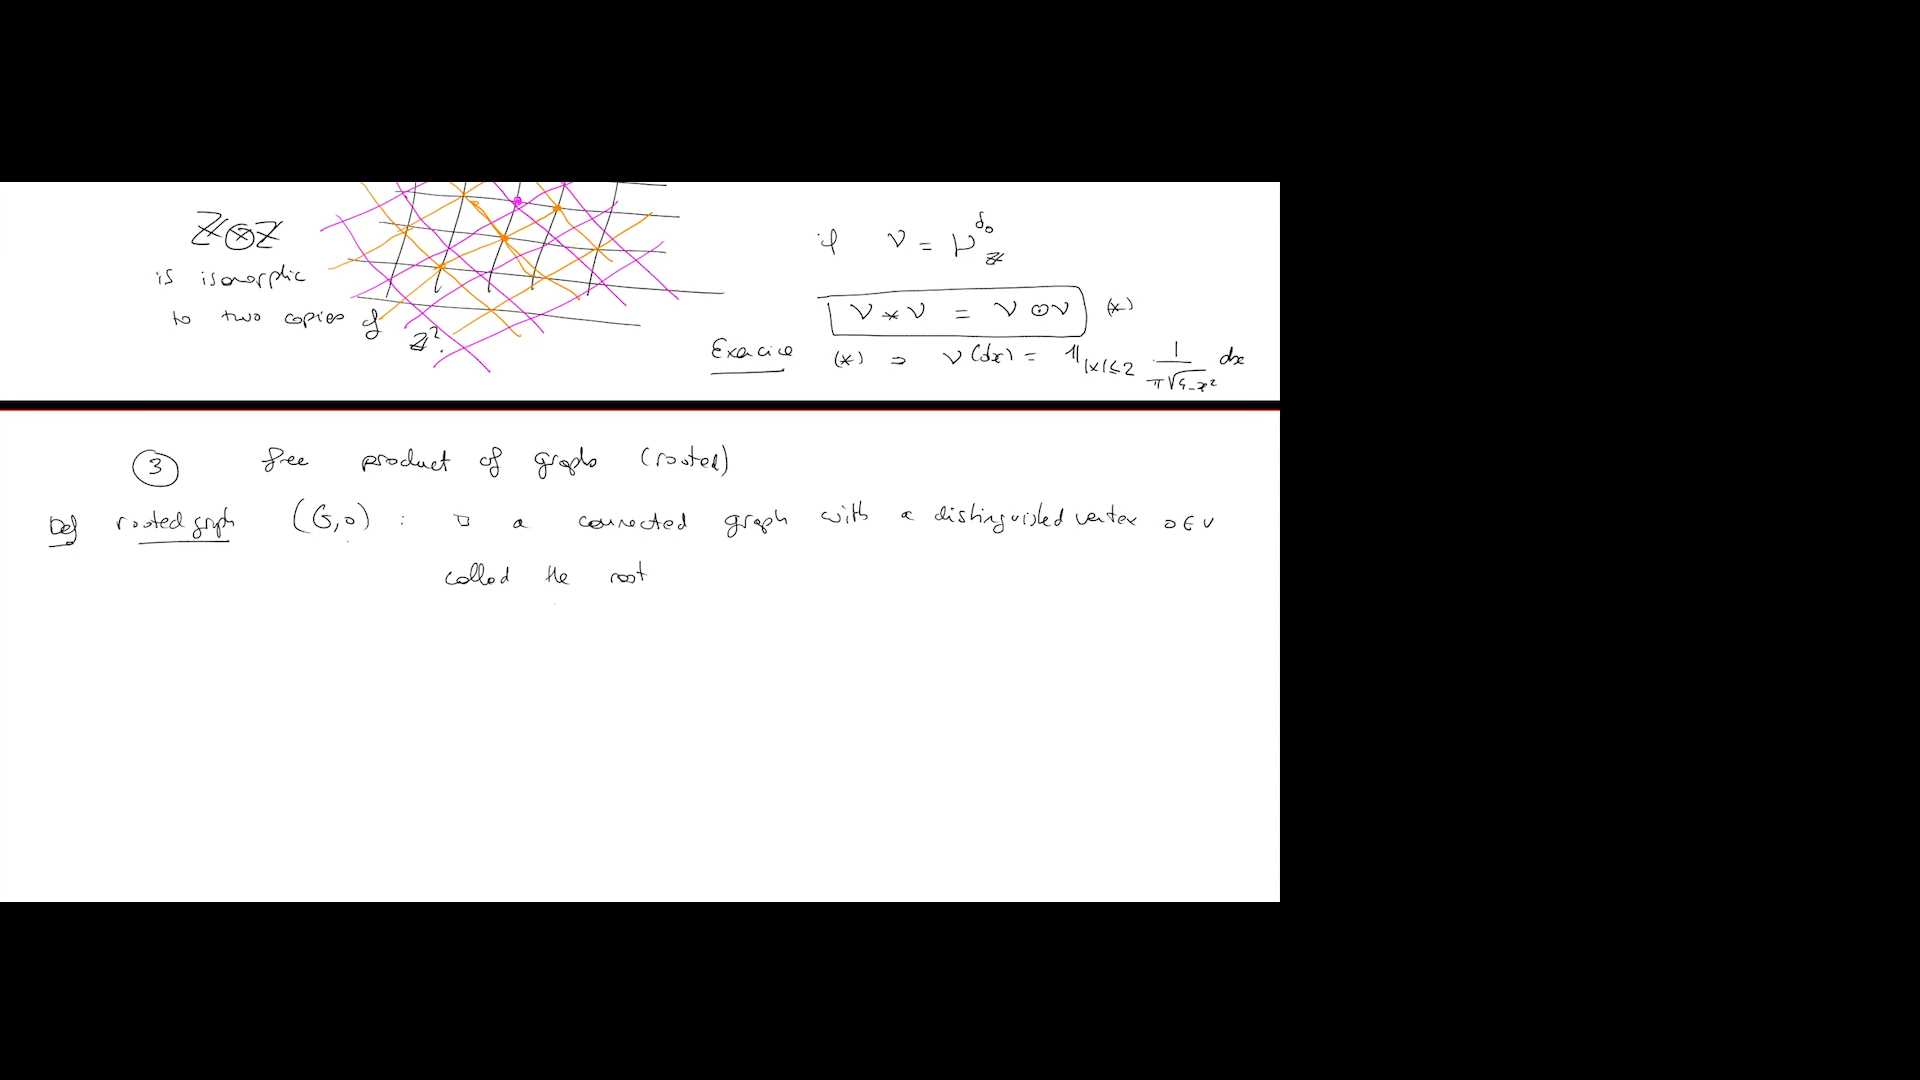 ℤ⊗ℤ
is isomorphic
to two copies of ℤ².
if ν = μ_ℤ^{δ₀}
ν * ν = ν ⊙ ν (*)
Exercice (*) ⇒ ν(dx) = 𝟙_{|x|≤2} 1/(π√(4-x²)) dx
③ free product of graphs (rooted)
Def rooted graph (G,o) : is a connected graph with a distinguished vertex o∈V
called the root